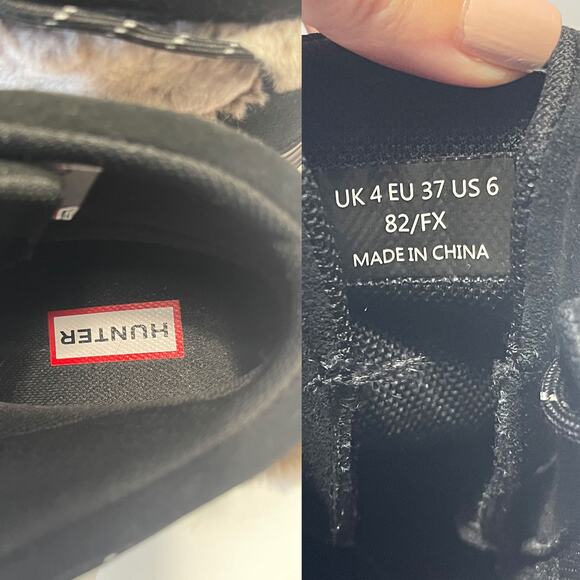 HUNTER
UK 4 EU 37 US 6
82/FX
MADE IN CHINA